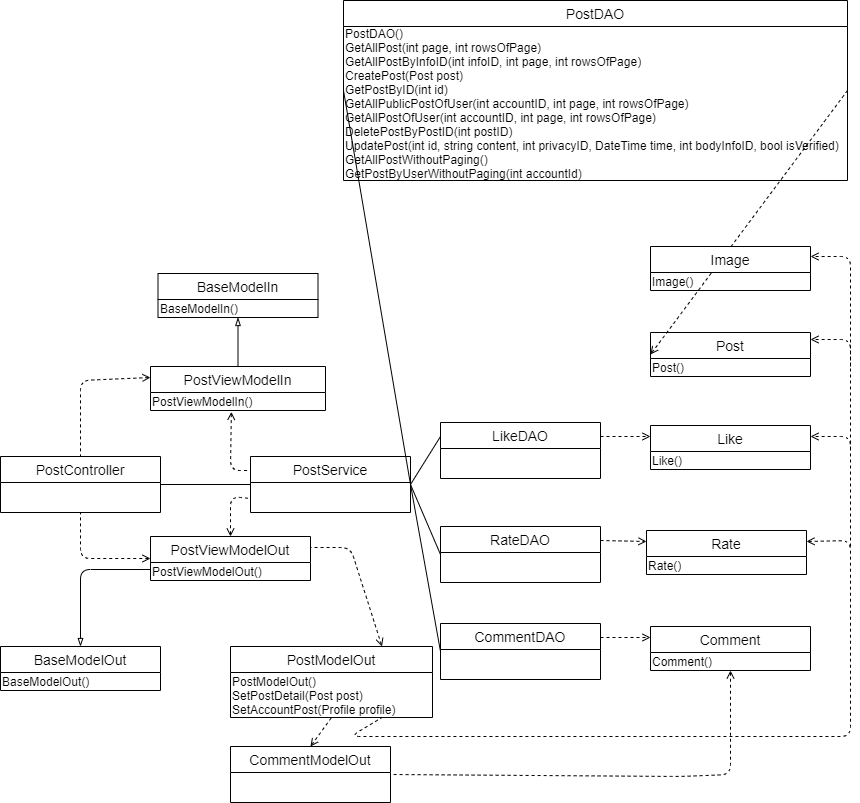 PostDAO
PostDAO()
GetAllPost(int page, int rowsOfPage)
GetAllPostByInfoID(int infoID, int page, int rowsOfPage)
CreatePost(Post post)
GetPostByID(int id)
GetAllPublicPostOfUser(int accountID, int page, int rowsOfPage)
GetAllPostOfUser(int accountID, int page, int rowsOfPage)
DeletePostByPostID(int postID)
UpdatePost(int id, string content, int privacyID, DateTime time, int bodyInfoID, bool isVerified)
GetAllPostWithoutPaging()
GetPostByUserWithoutPaging(int accountId)
Image
Image()
BaseModelIn
BaseModelIn()
Post
Post()
PostViewModelIn
PostViewModelIn()
LikeDAO
Like
Like()
PostController
PostService
RateDAO
Rate
Rate()
PostViewModelOut
PostViewModelOut()
CommentDAO
Comment
Comment()
BaseModelOut
BaseModelOut()
PostModelOut
PostModelOut()
SetPostDetail(Post post)
SetAccountPost(Profile profile)
CommentModelOut